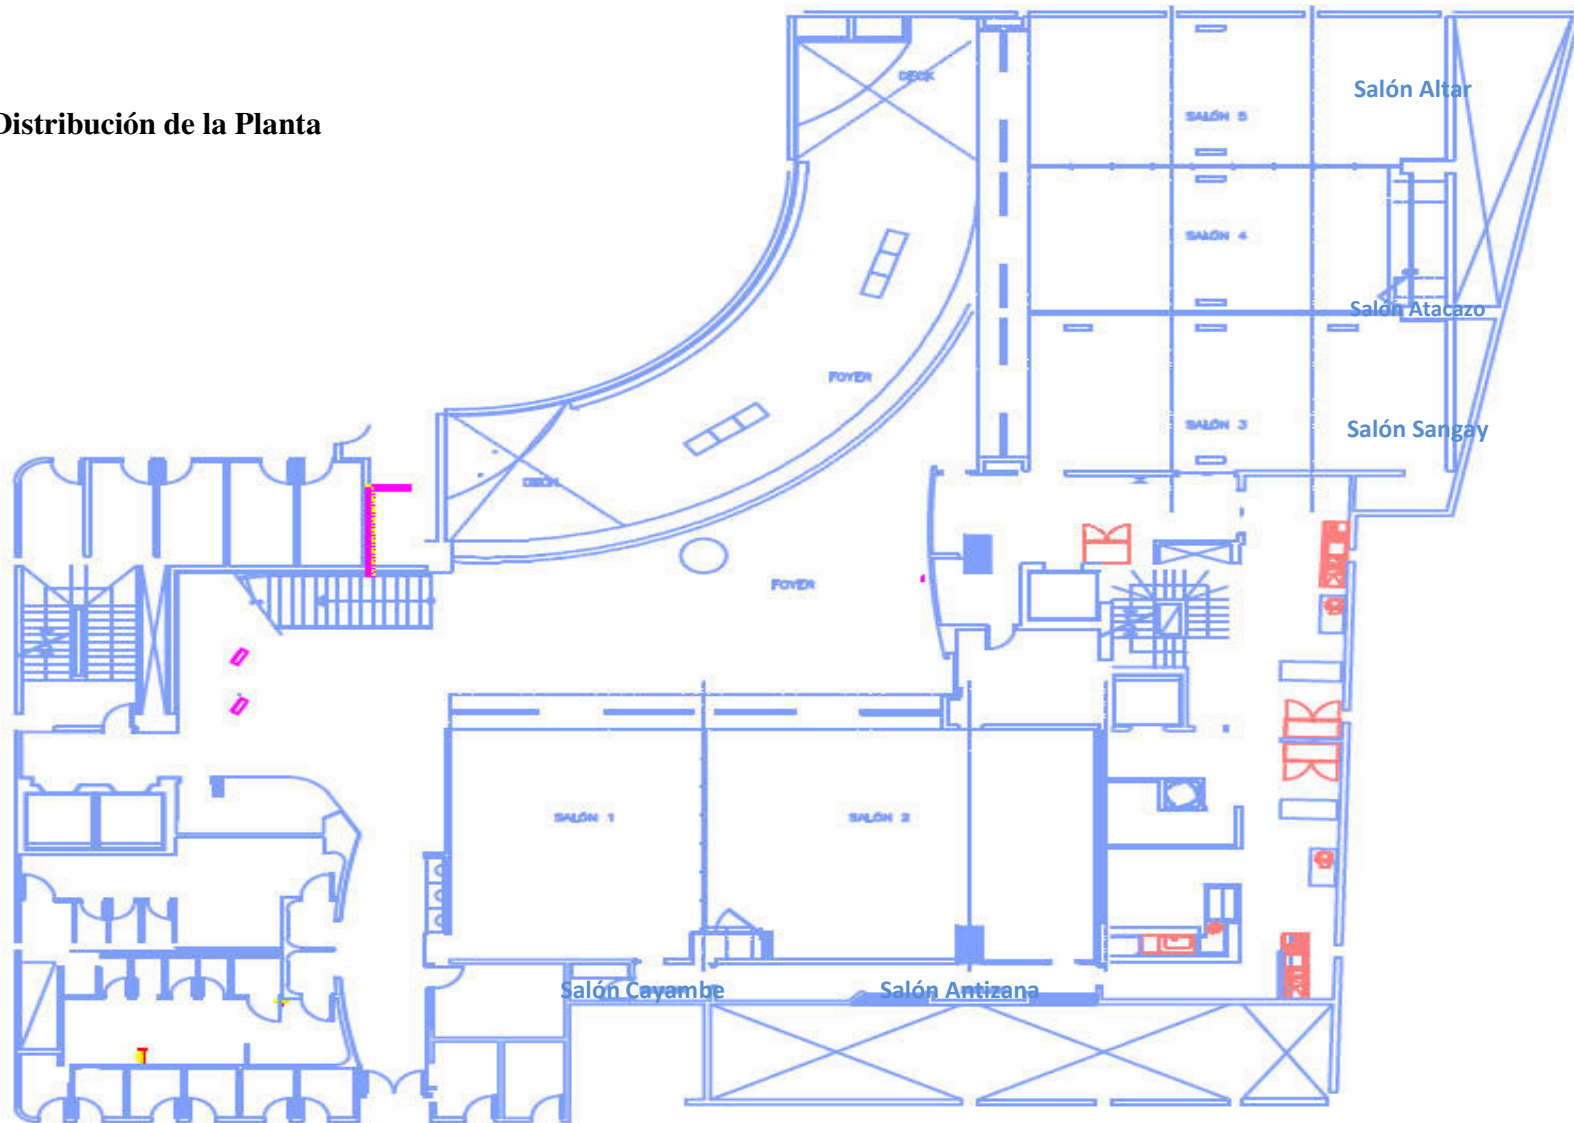 DECK
Salón Altar
SALÓN 5
Distribución de la Planta
SALÓN 4
Salón Atacazo
FOYER
SALÓN 3
Salón Sangay
DECK
FOYER
SALÓN 1
SALÓN 2
Salón Cayambe
Salón Antizana